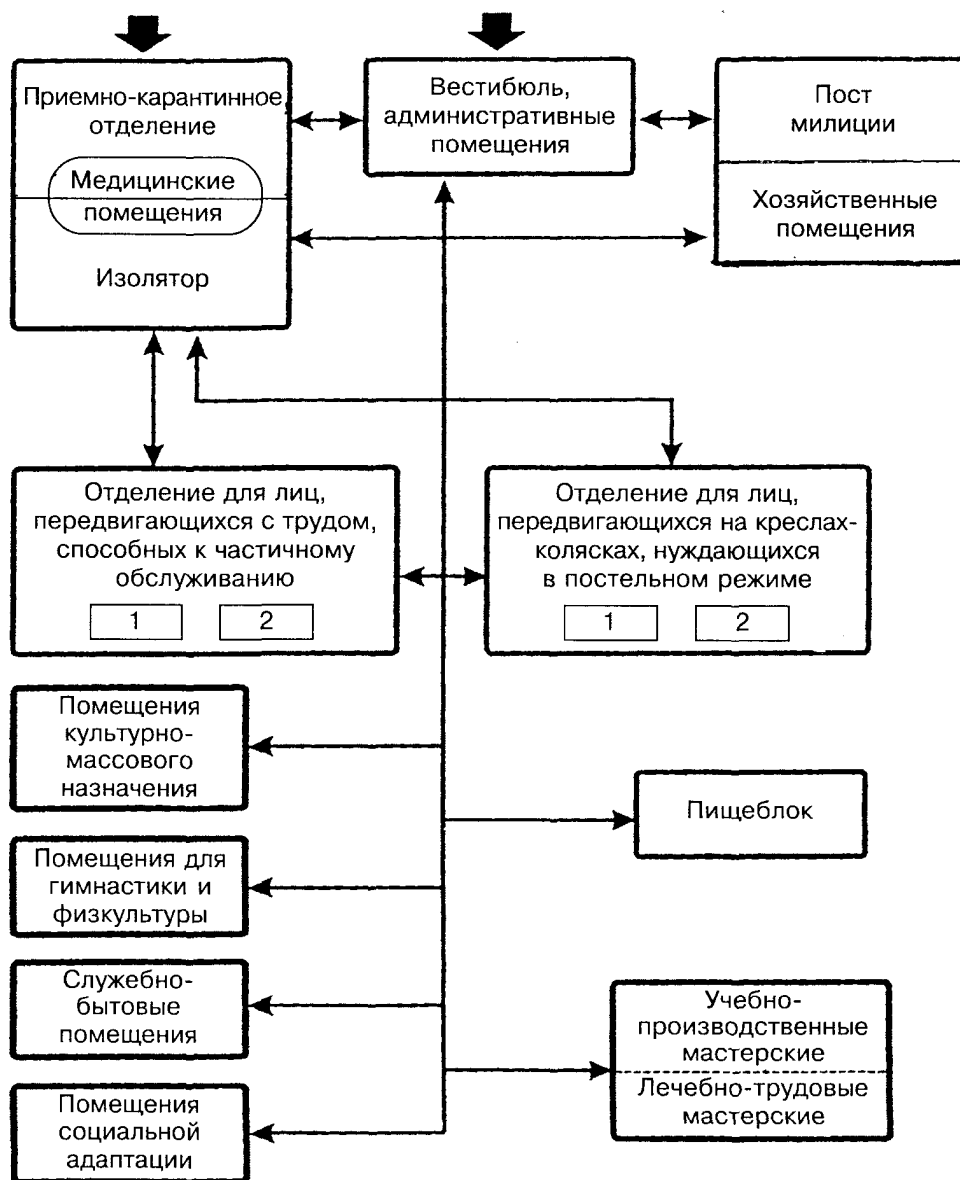 Приемно-карантинное
отделение
Медицинские
помещения
Изолятор
Вестибюль,
административные
помещения
Пост
милиции
Хозяйственные
помещения
Отделение для лиц,
передвигающихся с трудом,
способных к частичному
обслуживанию
1 2
Отделение для лиц,
передвигающихся на креслах-
колясках, нуждающихся
в постельном режиме
1 2
Помещения
культурно-
массового
назначения
Пищеблок
Помещения для
гимнастики и
физкультуры
Служебно-
бытовые
помещения
Учебно-
производственные
мастерские
Лечебно-трудовые
мастерские
Помещения
социальной
адаптации